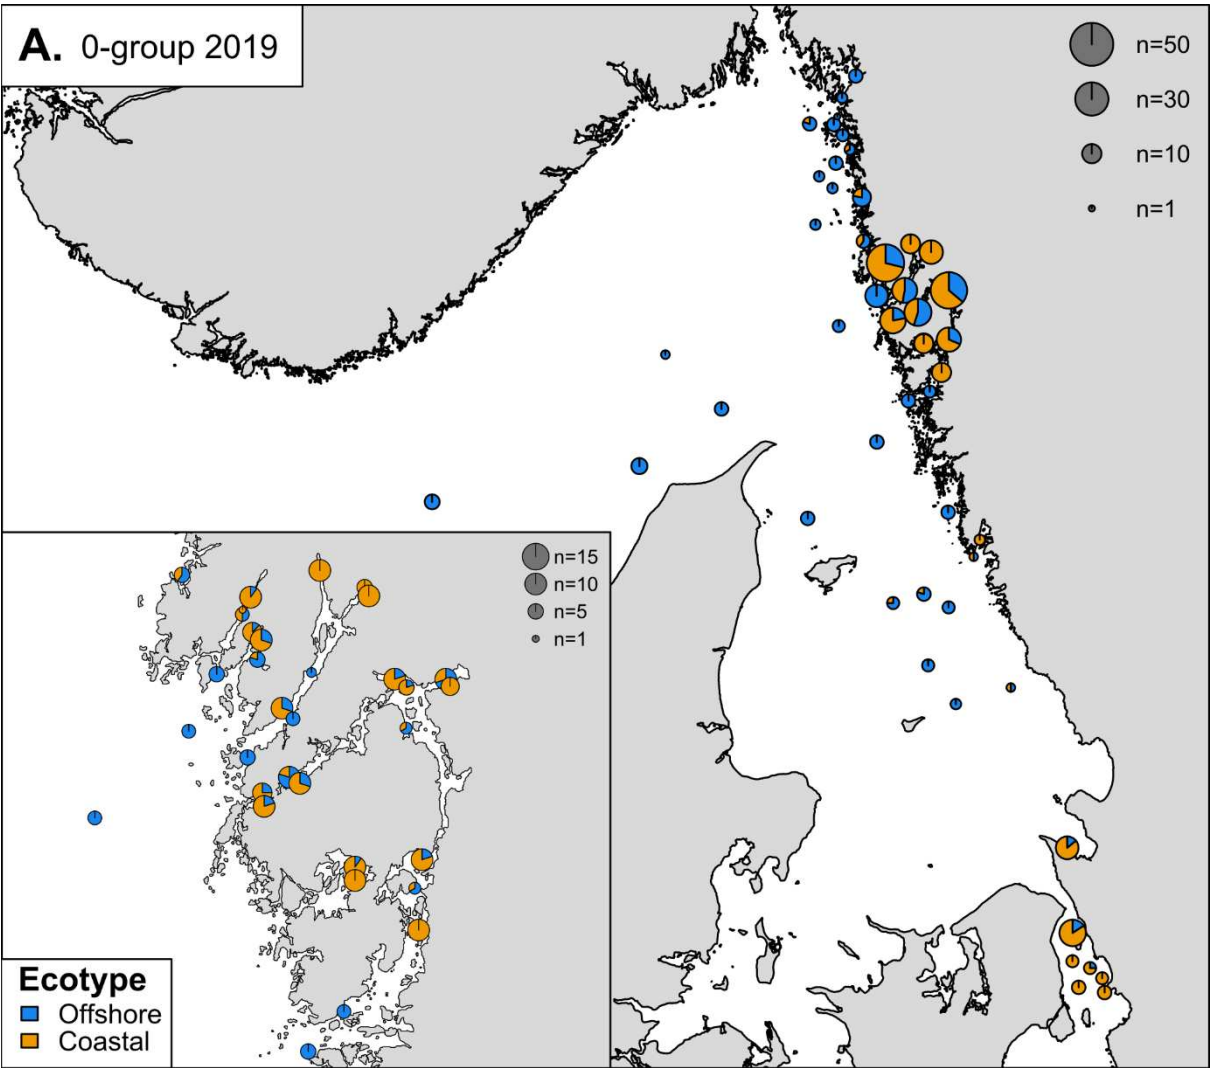 A. 0-group 2019
n=50
n=30
n=10
n=1
n=15
n=10
n=5
n=1
Ecotype
Offshore
Coastal